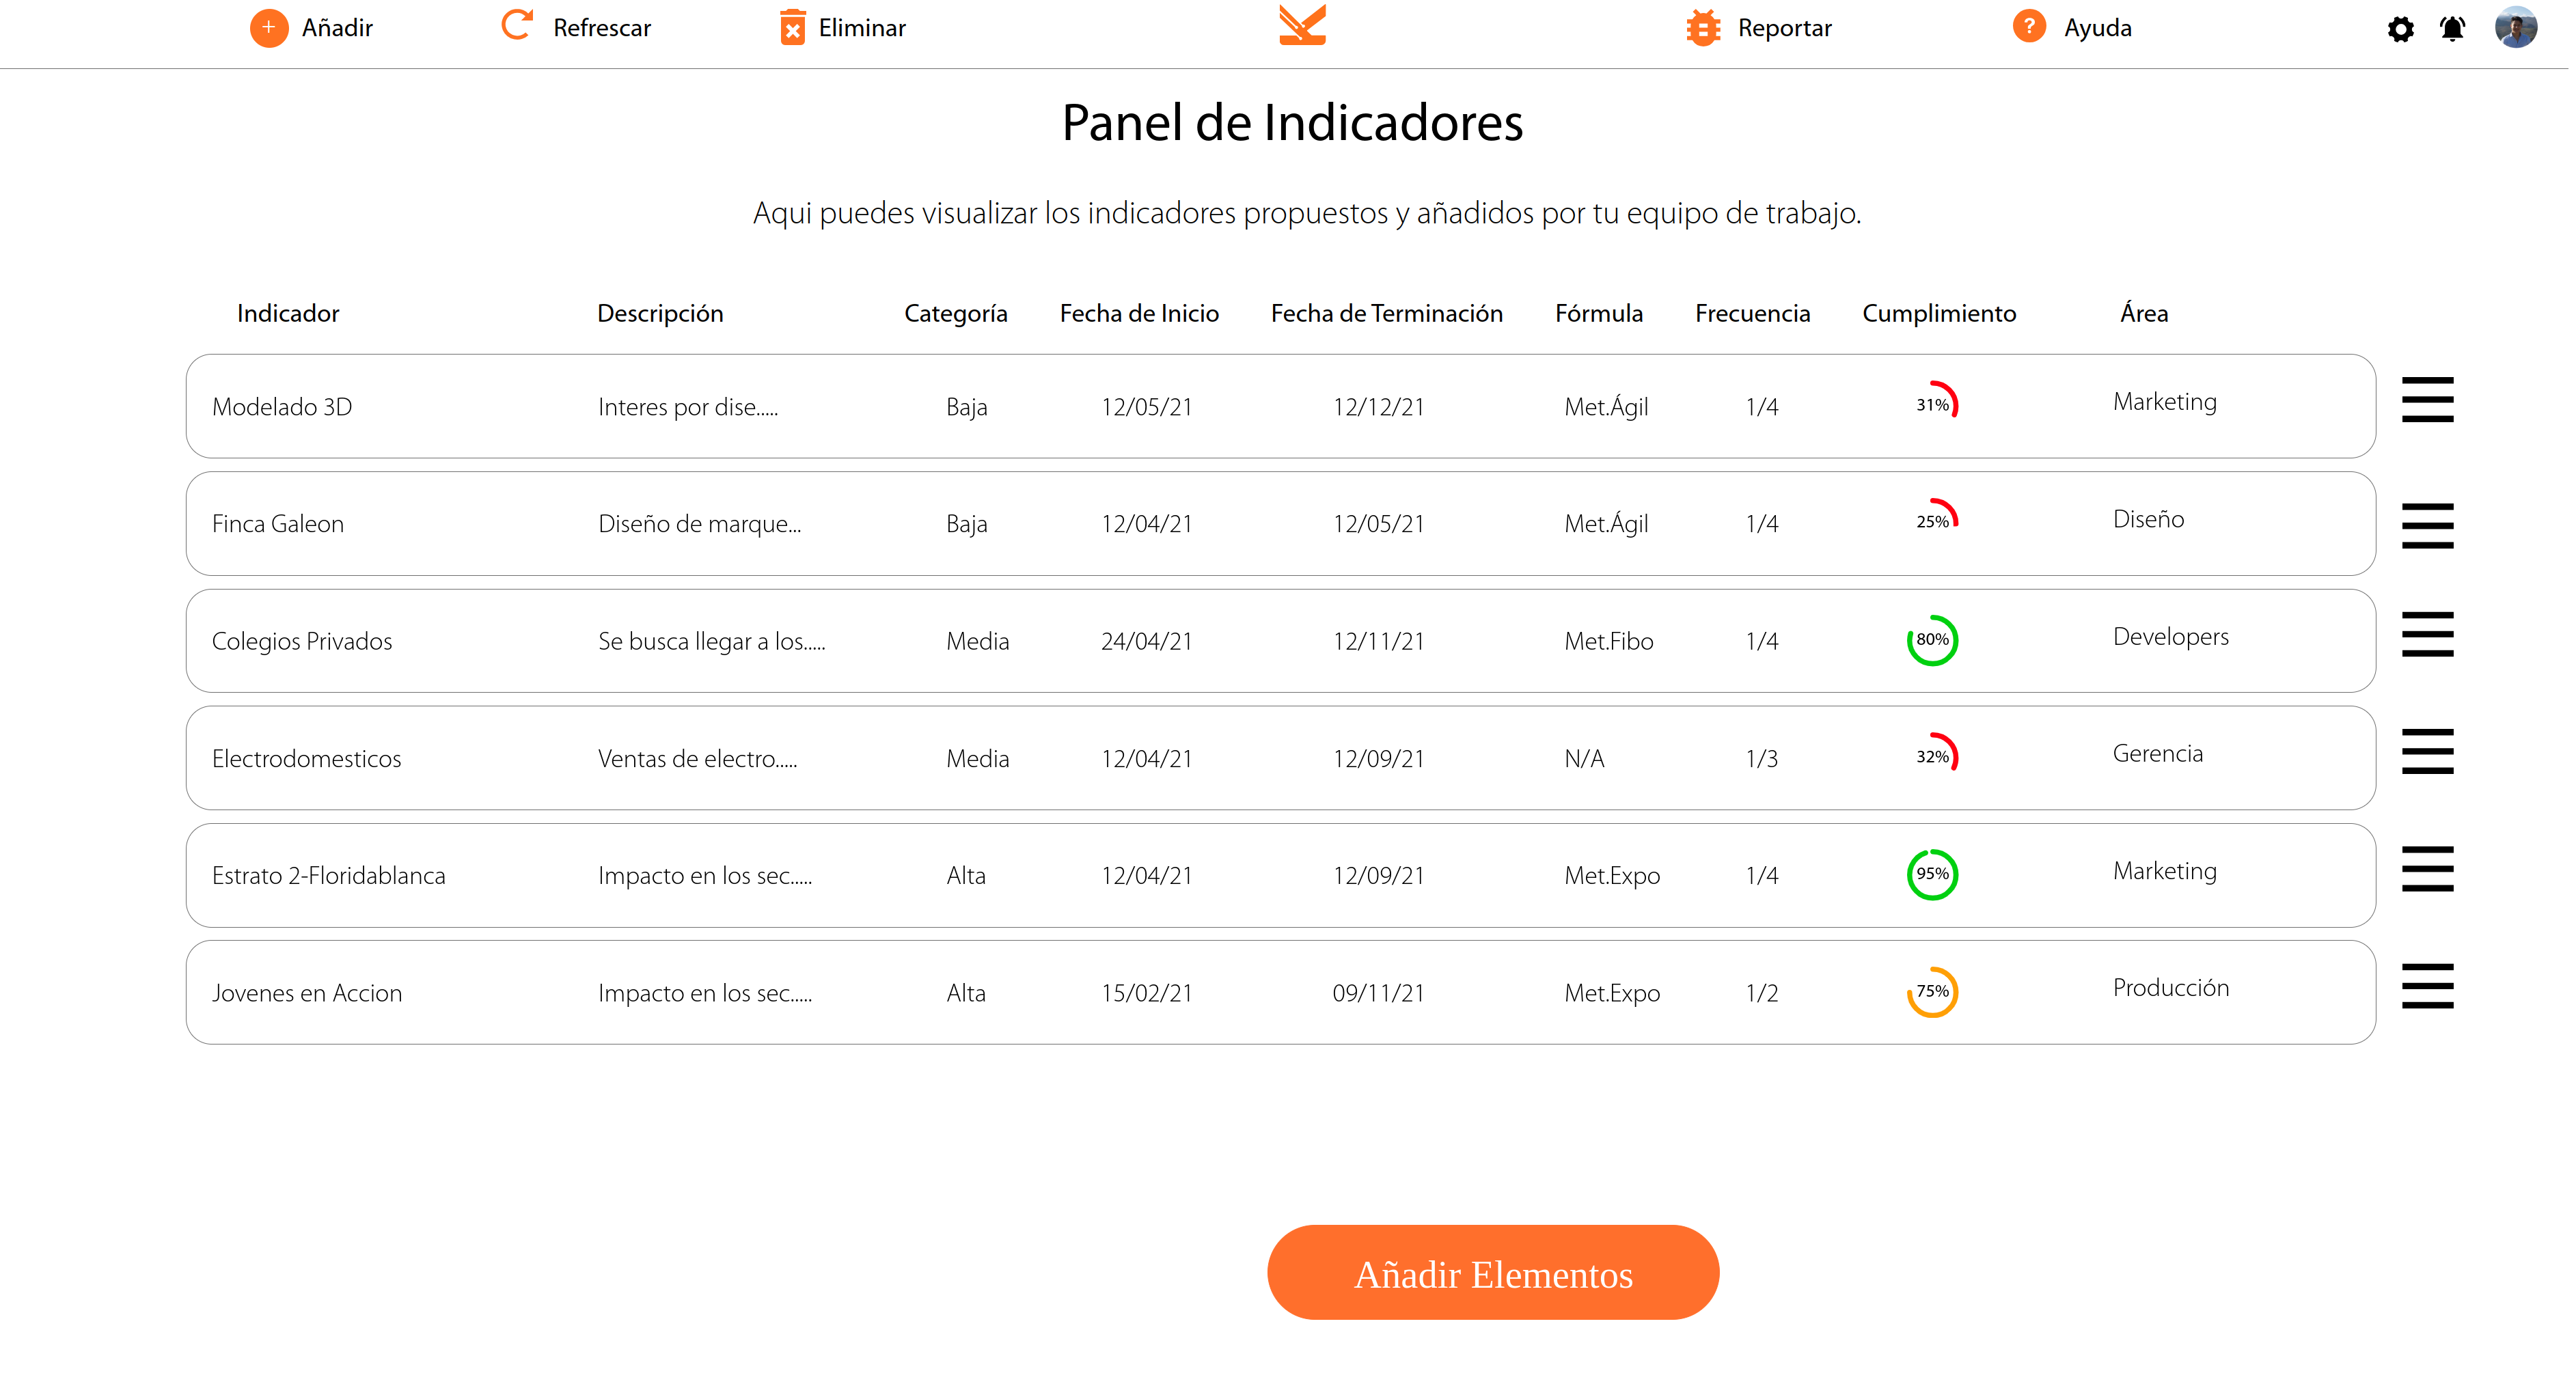 Añadir Refrescar Eliminar Reportar Ayuda
Panel de Indicadores
Aqui puedes visualizar los indicadores propuestos y añadidos por tu equipo de trabajo.
Indicador Descripción Categoría Fecha de Inicio Fecha de Terminación Fórmula Frecuencia Cumplimiento Área
Modelado 3D Interes por dise..... Baja 12/05/21 12/12/21 Met.Ágil 1/4 31% Marketing
Finca Galeon Diseño de marque... Baja 12/04/21 12/05/21 Met.Ágil 1/4 25% Diseño
Colegios Privados Se busca llegar a los..... Media 24/04/21 12/11/21 Met.Fibo 1/4 80% Developers
Electrodomesticos Ventas de electro..... Media 12/04/21 12/09/21 N/A 1/3 32% Gerencia
Estrato 2-Floridablanca Impacto en los sec..... Alta 12/04/21 12/09/21 Met.Expo 1/4 95% Marketing
Jovenes en Accion Impacto en los sec..... Alta 15/02/21 09/11/21 Met.Expo 1/2 75% Producción
Añadir Elementos